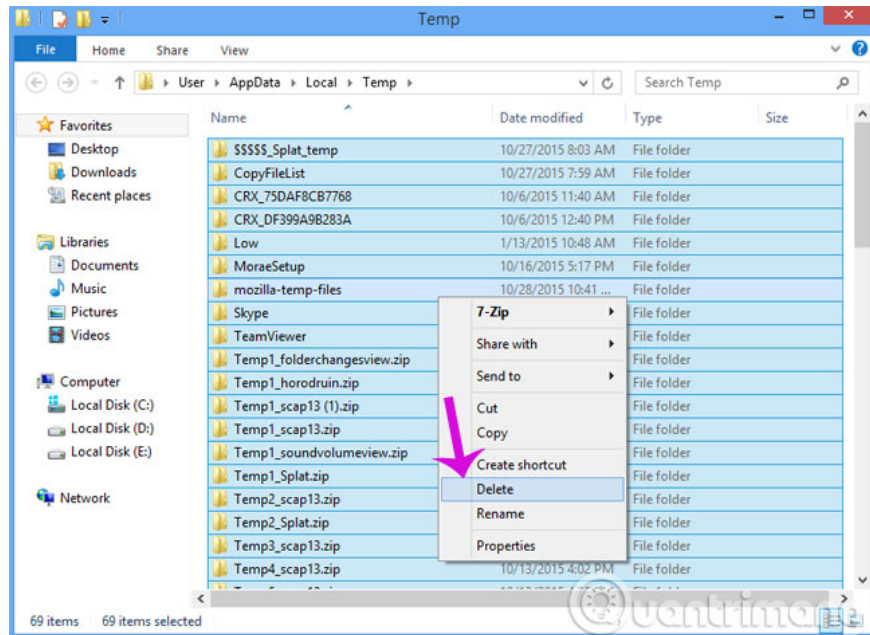 Temp
File Home Share View
User AppData Local Temp Search Temp
Name Date modified Type Size
Favorites
Desktop
Downloads
Recent places
Libraries
Documents
Music
Pictures
Videos
Computer
Local Disk (C:)
Local Disk (D:)
Local Disk (E:)
Network
$$$$$_Splat_temp 10/27/2015 8:03 AM File folder
CopyFileList 10/27/2015 7:59 AM File folder
CRX_75DAF8CB7768 10/6/2015 11:40 AM File folder
CRX_DF399A9B283A 10/6/2015 12:40 PM File folder
Low 1/13/2015 10:48 AM File folder
MoraeSetup 10/16/2015 5:17 PM File folder
mozilla-temp-files 10/28/2015 10:41 ... File folder
Skype File folder
TeamViewer File folder
Temp1_folderchangesview.zip File folder
Temp1_horodruin.zip File folder
Temp1_scap13 (1).zip File folder
Temp1_scap13.zip File folder
Temp1_soundvolumeview.zip File folder
Temp1_Splat.zip File folder
Temp2_scap13.zip File folder
Temp2_Splat.zip File folder
Temp3_scap13.zip File folder
Temp4_scap13.zip 10/13/2015 4:02 PM File folder
7-Zip
Share with
Send to
Cut
Copy
Create shortcut
Delete
Rename
Properties
69 items 69 items selected